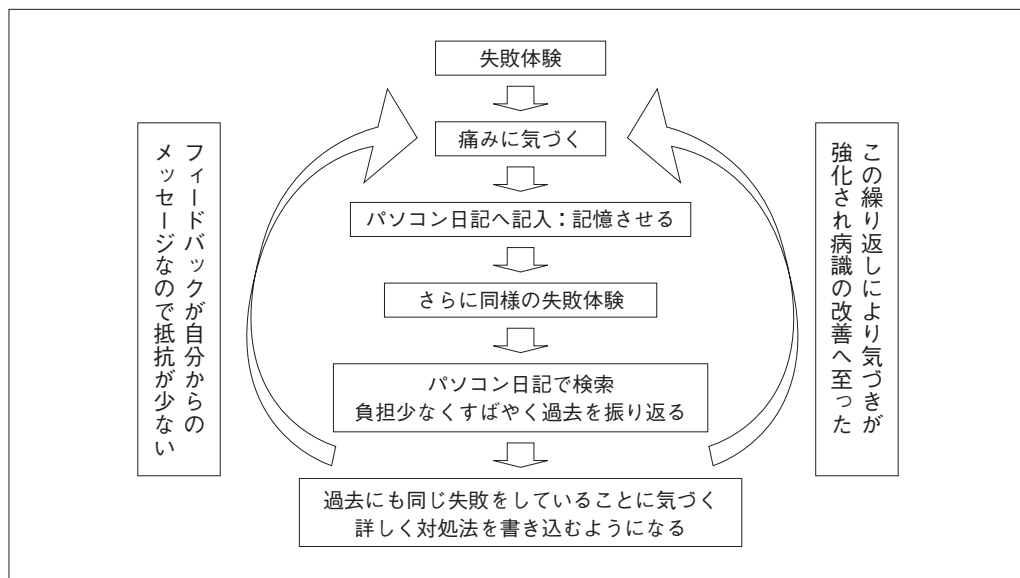 失敗体験
痛みに気づく
パソコン日記へ記入：記憶させる
さらに同様の失敗体験
パソコン日記で検索
負担少なくすばやく過去を振り返る
過去にも同じ失敗をしていることに気づく
詳しく対処法を書き込むようになる
フィードバックが自分からの
メッセージなので抵抗が少ない
この繰り返しにより気づきが
強化され病識の改善へ至った